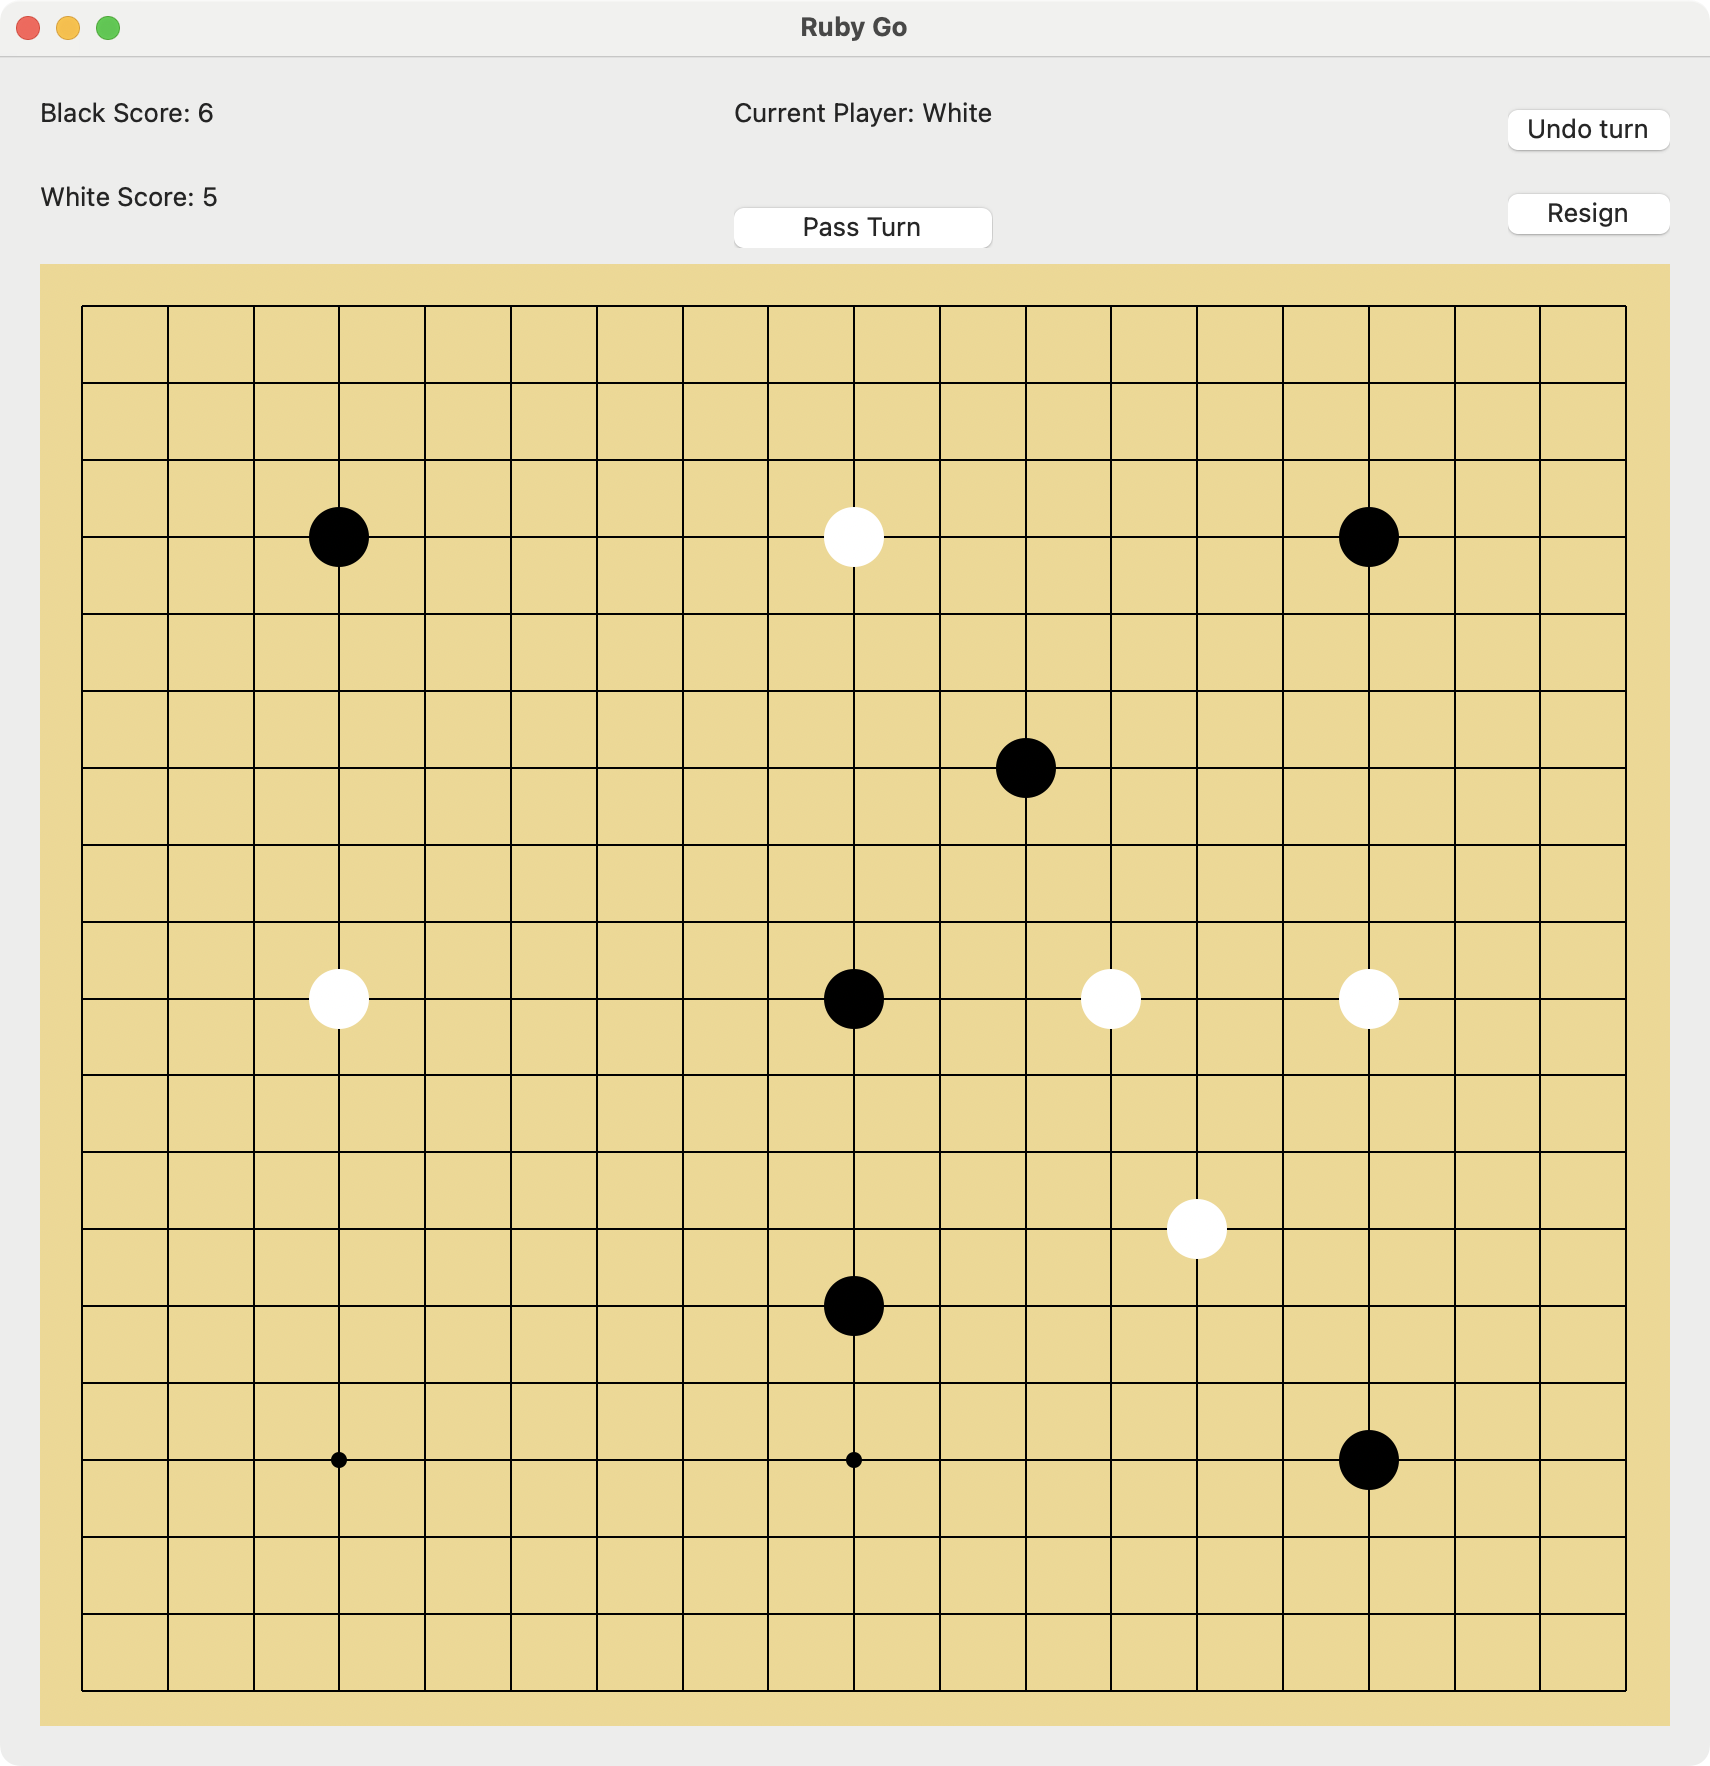 Ruby Go
Black Score: 6
Current Player: White
Undo turn
White Score: 5
Pass Turn
Resign